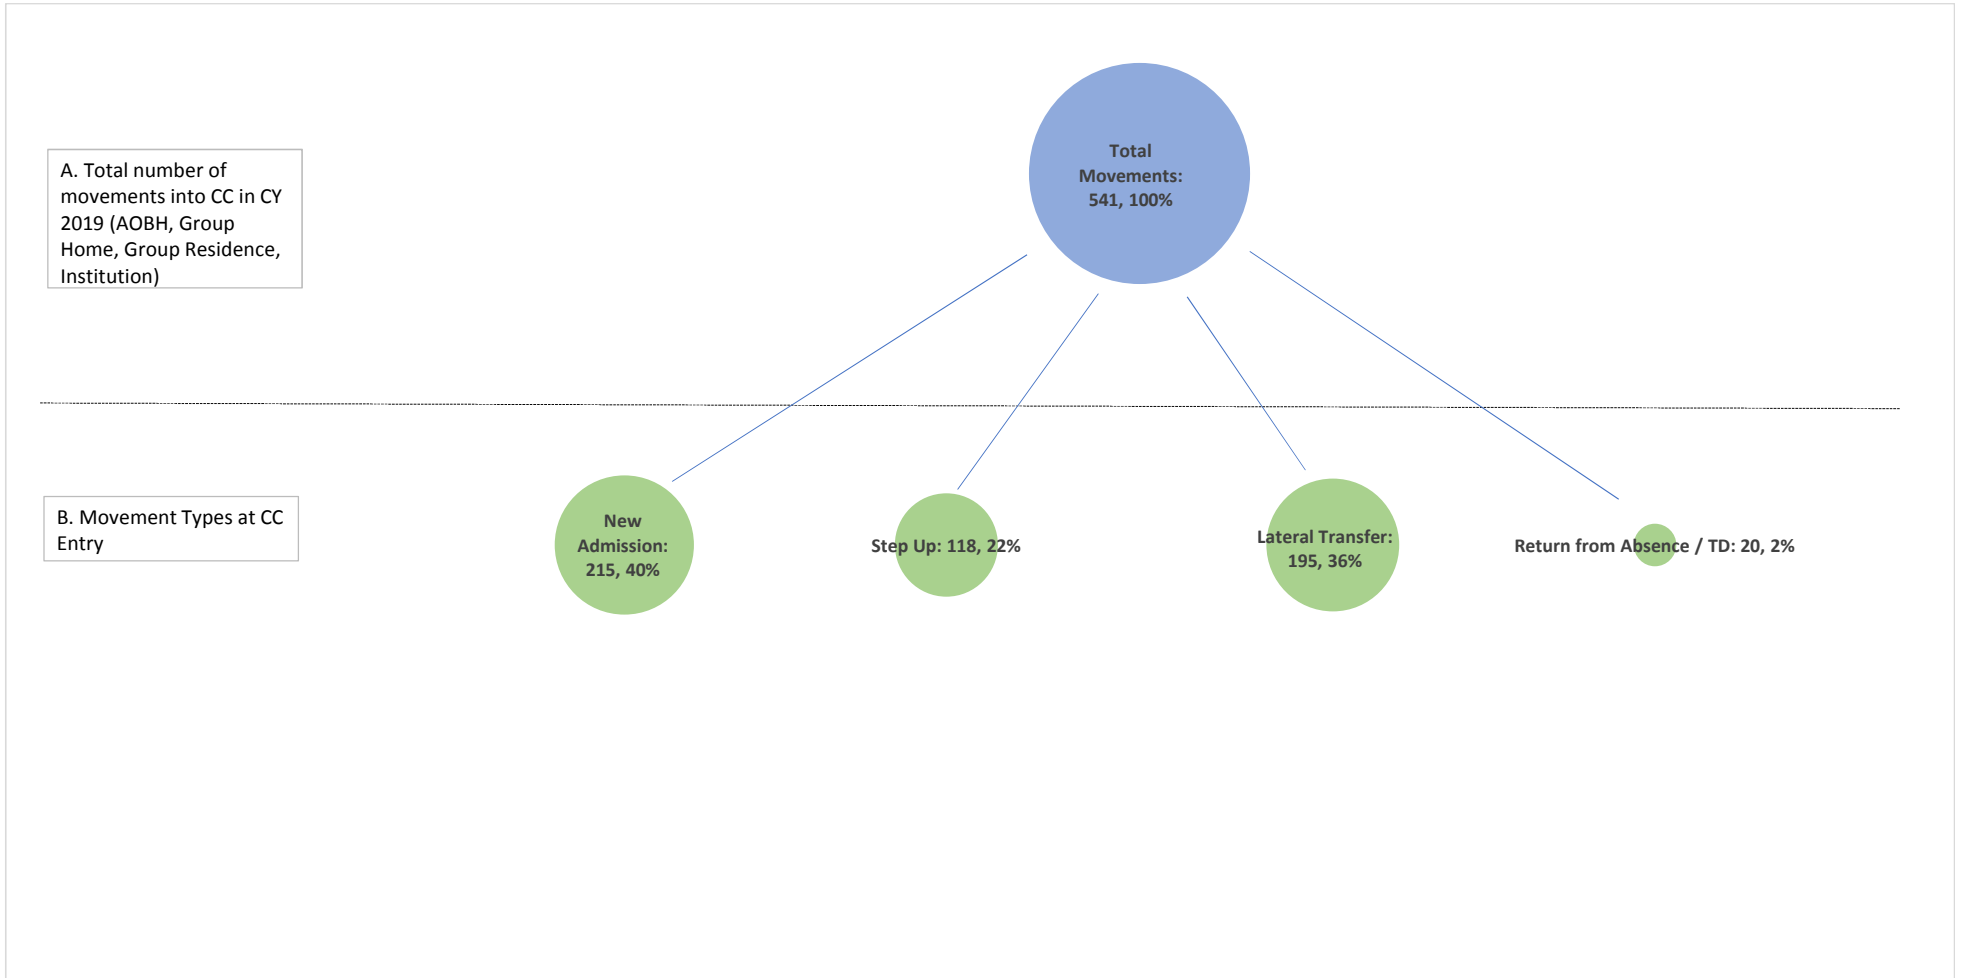 Total
Movements:
541, 100%
A. Total number of
movements into CC in CY
2019 (AOBH, Group
Home, Group Residence,
Institution)
B. Movement Types at CC
Entry
New
Admission:
215, 40%
Step Up: 118, 22%
Lateral Transfer:
195, 36%
Return from Absence / TD: 20, 2%